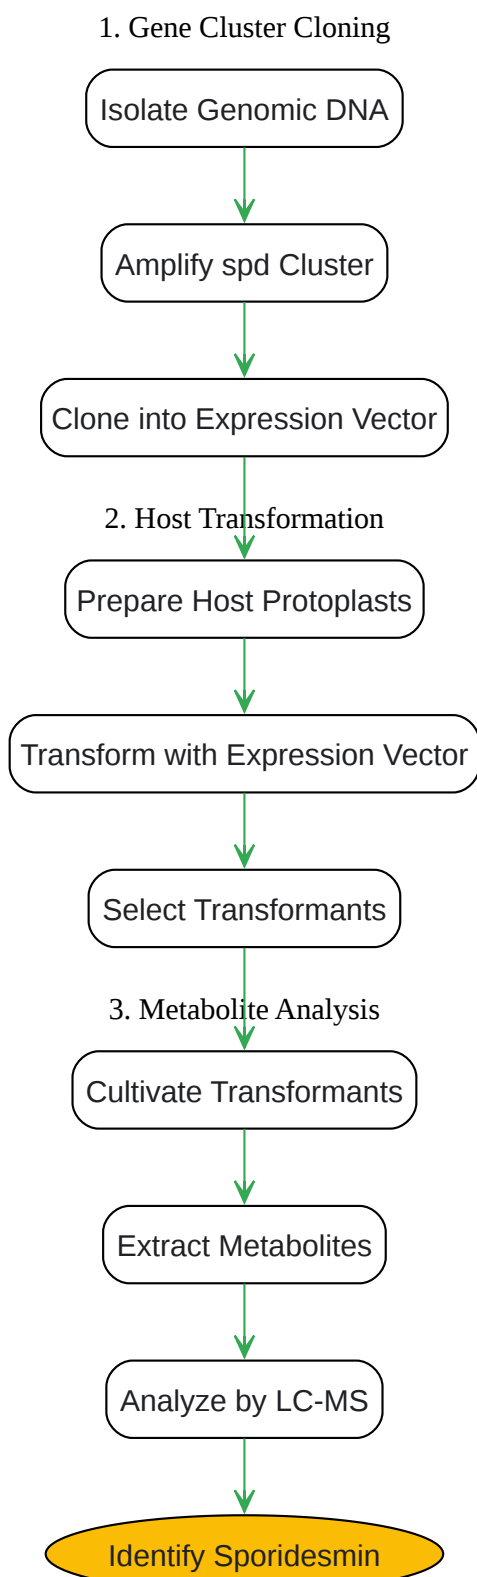 1. Gene Cluster Cloning
Isolate Genomic DNA
Amplify spd Cluster
Clone into Expression Vector
2. Host Transformation
Prepare Host Protoplasts
Transform with Expression Vector
Select Transformants
3. Metabolite Analysis
Cultivate Transformants
Extract Metabolites
Analyze by LC-MS
Identify Sporidesmin